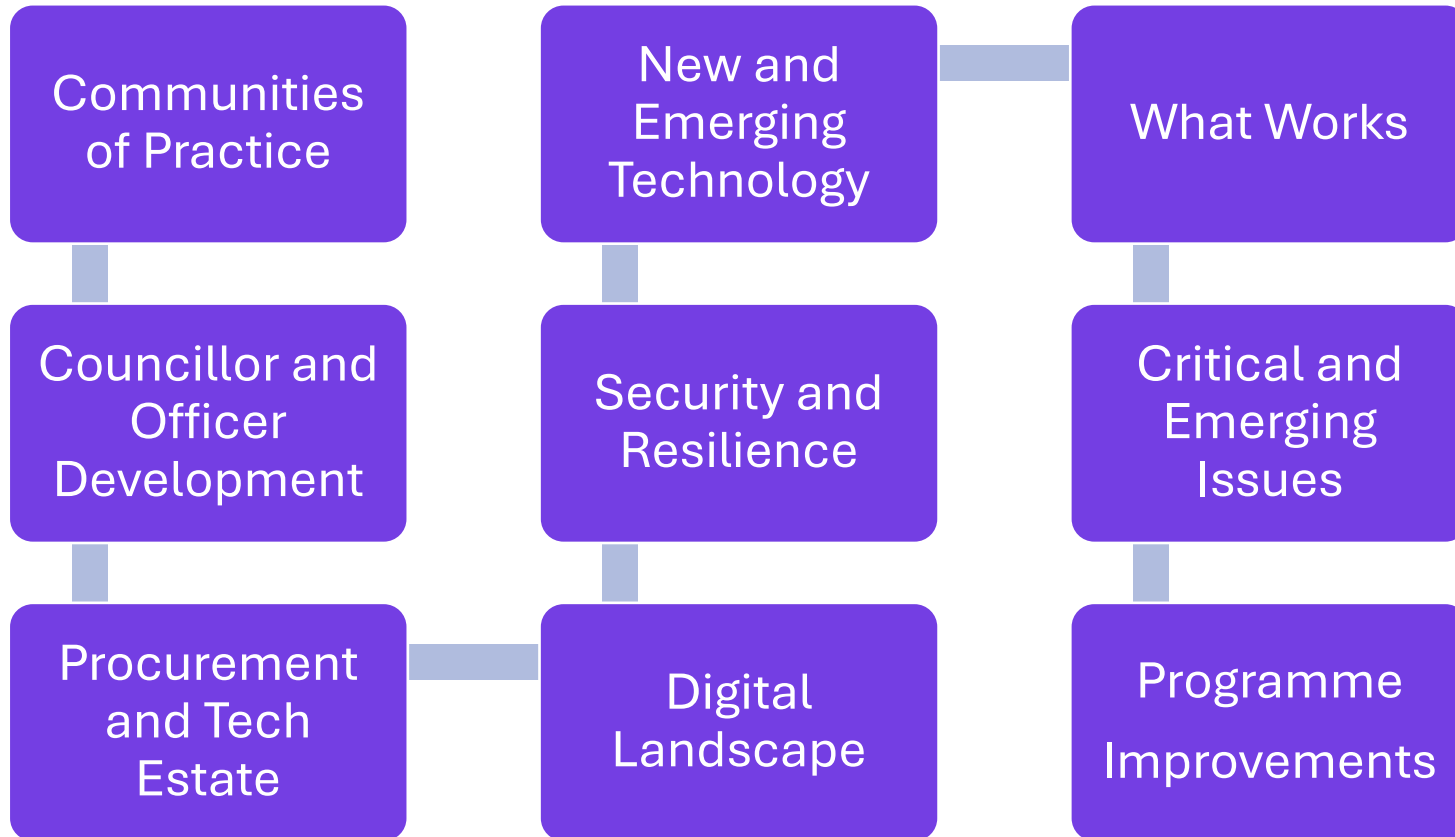 Communities
of Practice
Councillor and
Officer
Development
Procurement
and Tech
Estate
Digital
Landscape
Security and
Resilience
New and
Emerging
Technology
What Works
Critical and
Emerging
Issues
Programme
Improvements